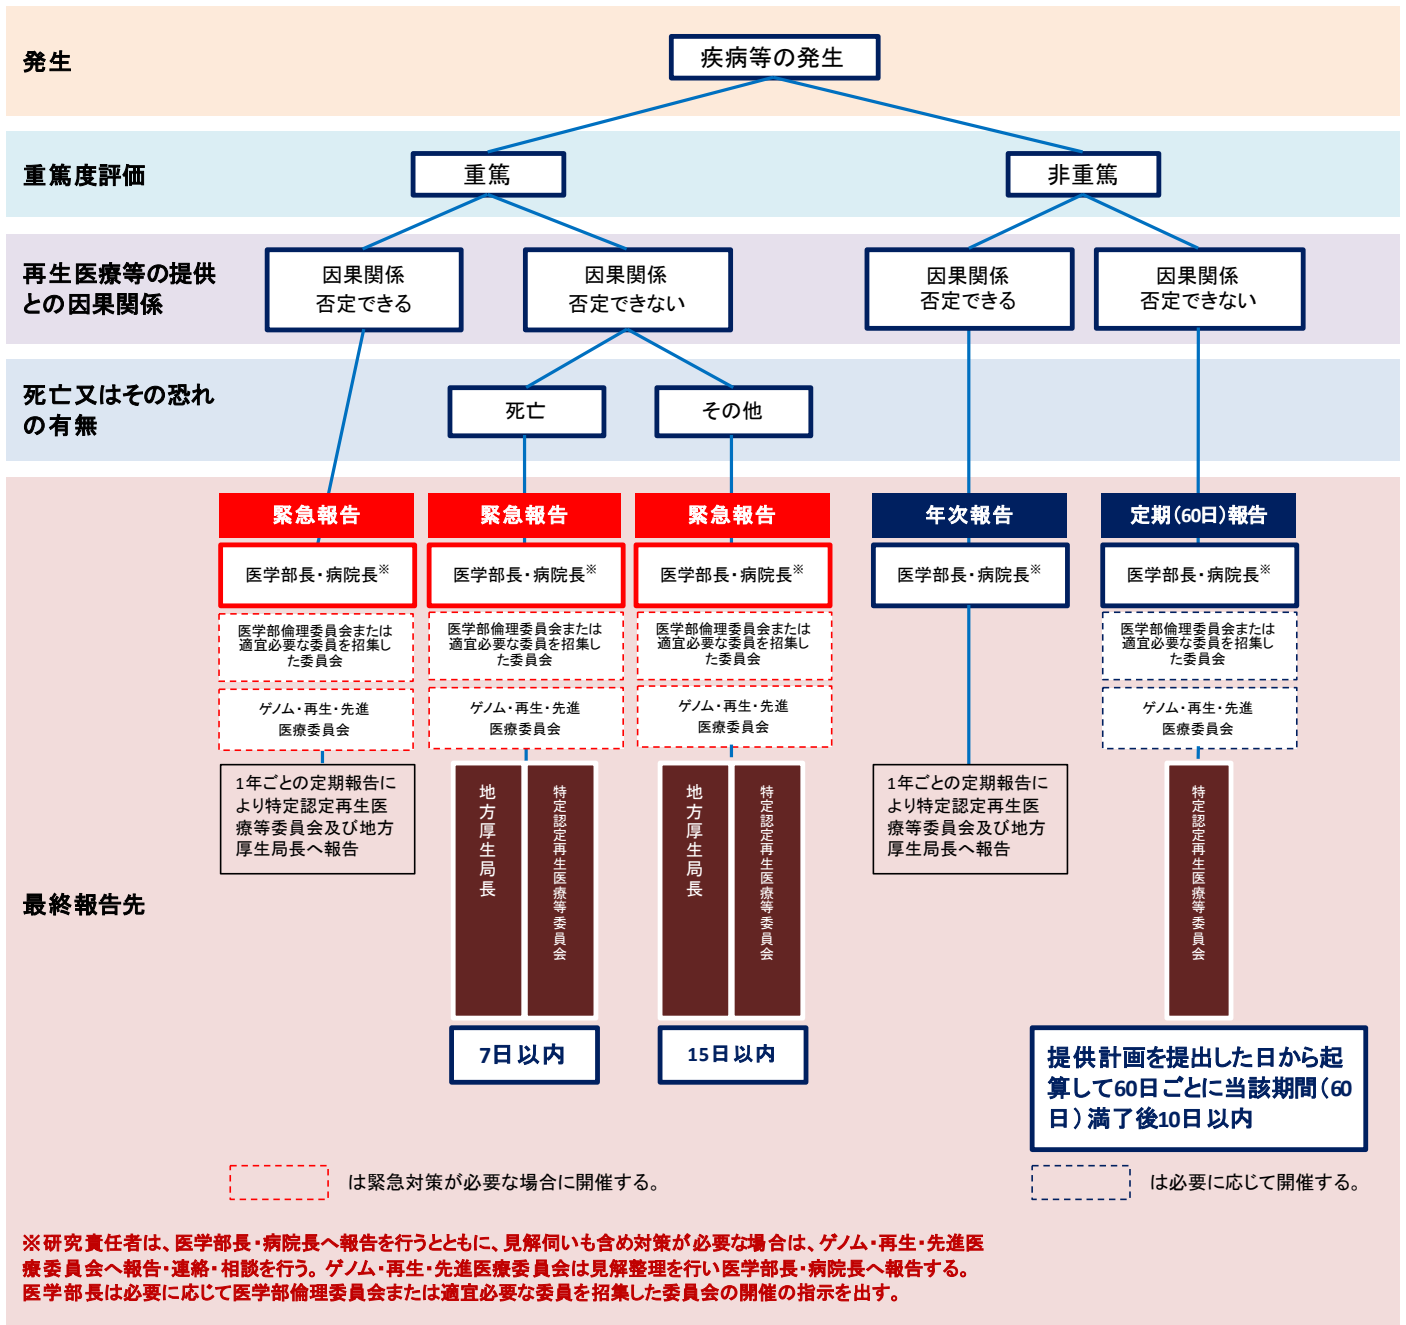 発生
疾病等の発生
重篤度評価
重篤
非重篤
再生医療等の提供
との因果関係
因果関係
否定できる
因果関係
否定できない
因果関係
否定できる
因果関係
否定できない
死亡又はその恐れ
の有無
死亡
その他
最終報告先
緊急報告
医学部長・病院長※
医学部倫理委員会または
適宜必要な委員を招集し
た委員会
ゲノム・再生・先進
医療委員会
1年ごとの定期報告に
より特定認定再生医
療等委員会及び地方
厚生局長へ報告
緊急報告
医学部長・病院長※
医学部倫理委員会または
適宜必要な委員を招集し
た委員会
ゲノム・再生・先進
医療委員会
地方厚生局長
特定認定再生医療等委員会
7日以内
緊急報告
医学部長・病院長※
医学部倫理委員会または
適宜必要な委員を招集し
た委員会
ゲノム・再生・先進
医療委員会
地方厚生局長
特定認定再生医療等委員会
15日以内
年次報告
医学部長・病院長※
1年ごとの定期報告に
より特定認定再生医
療等委員会及び地方
厚生局長へ報告
定期(60日)報告
医学部長・病院長※
医学部倫理委員会または
適宜必要な委員を招集し
た委員会
ゲノム・再生・先進
医療委員会
特定認定再生医療等委員会
提供計画を提出した日から起
算して60日ごとに当該期間(60
日)満了後10日以内
は緊急対策が必要な場合に開催する。
は必要に応じて開催する。
※研究責任者は、医学部長・病院長へ報告を行うとともに、見解伺いも含め対策が必要な場合は、ゲノム・再生・先進医
療委員会へ報告・連絡・相談を行う。ゲノム・再生・先進医療委員会は見解整理を行い医学部長・病院長へ報告する。
医学部長は必要に応じて医学部倫理委員会または適宜必要な委員を招集した委員会の開催の指示を出す。